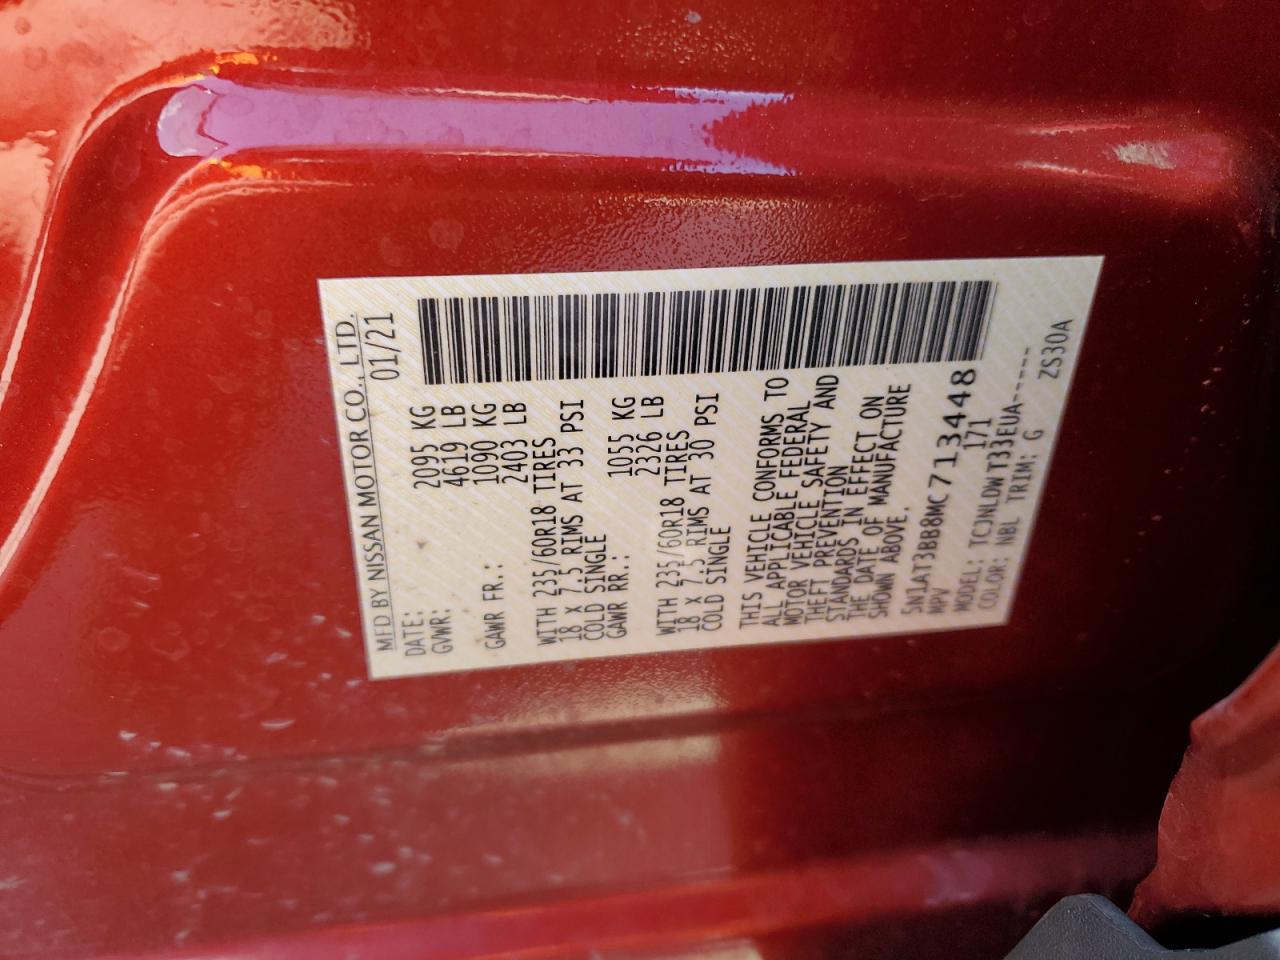 MFD BY NISSAN MOTOR CO., LTD.
DATE: 01/21
GVWR: 2095 KG
4619 LB
GAWR FR.: 1090 KG
2403 LB
WITH 235/60R18 TIRES
18 X 7.5 RIMS AT 33 PSI
COLD SINGLE
GAWR RR.: 1055 KG
2326 LB
WITH 235/60R18 TIRES
18 X 7.5 RIMS AT 30 PSI
COLD SINGLE
THIS VEHICLE CONFORMS TO
ALL APPLICABLE FEDERAL
MOTOR VEHICLE SAFETY AND
THEFT PREVENTION
STANDARDS IN EFFECT ON
THE DATE OF MANUFACTURE
SHOWN ABOVE.
5N1AT3BB8MC713448
MPV 171
MODEL: TCJNLDWT33EUA-----
COLOR: NBL TRIM: G ZS30A